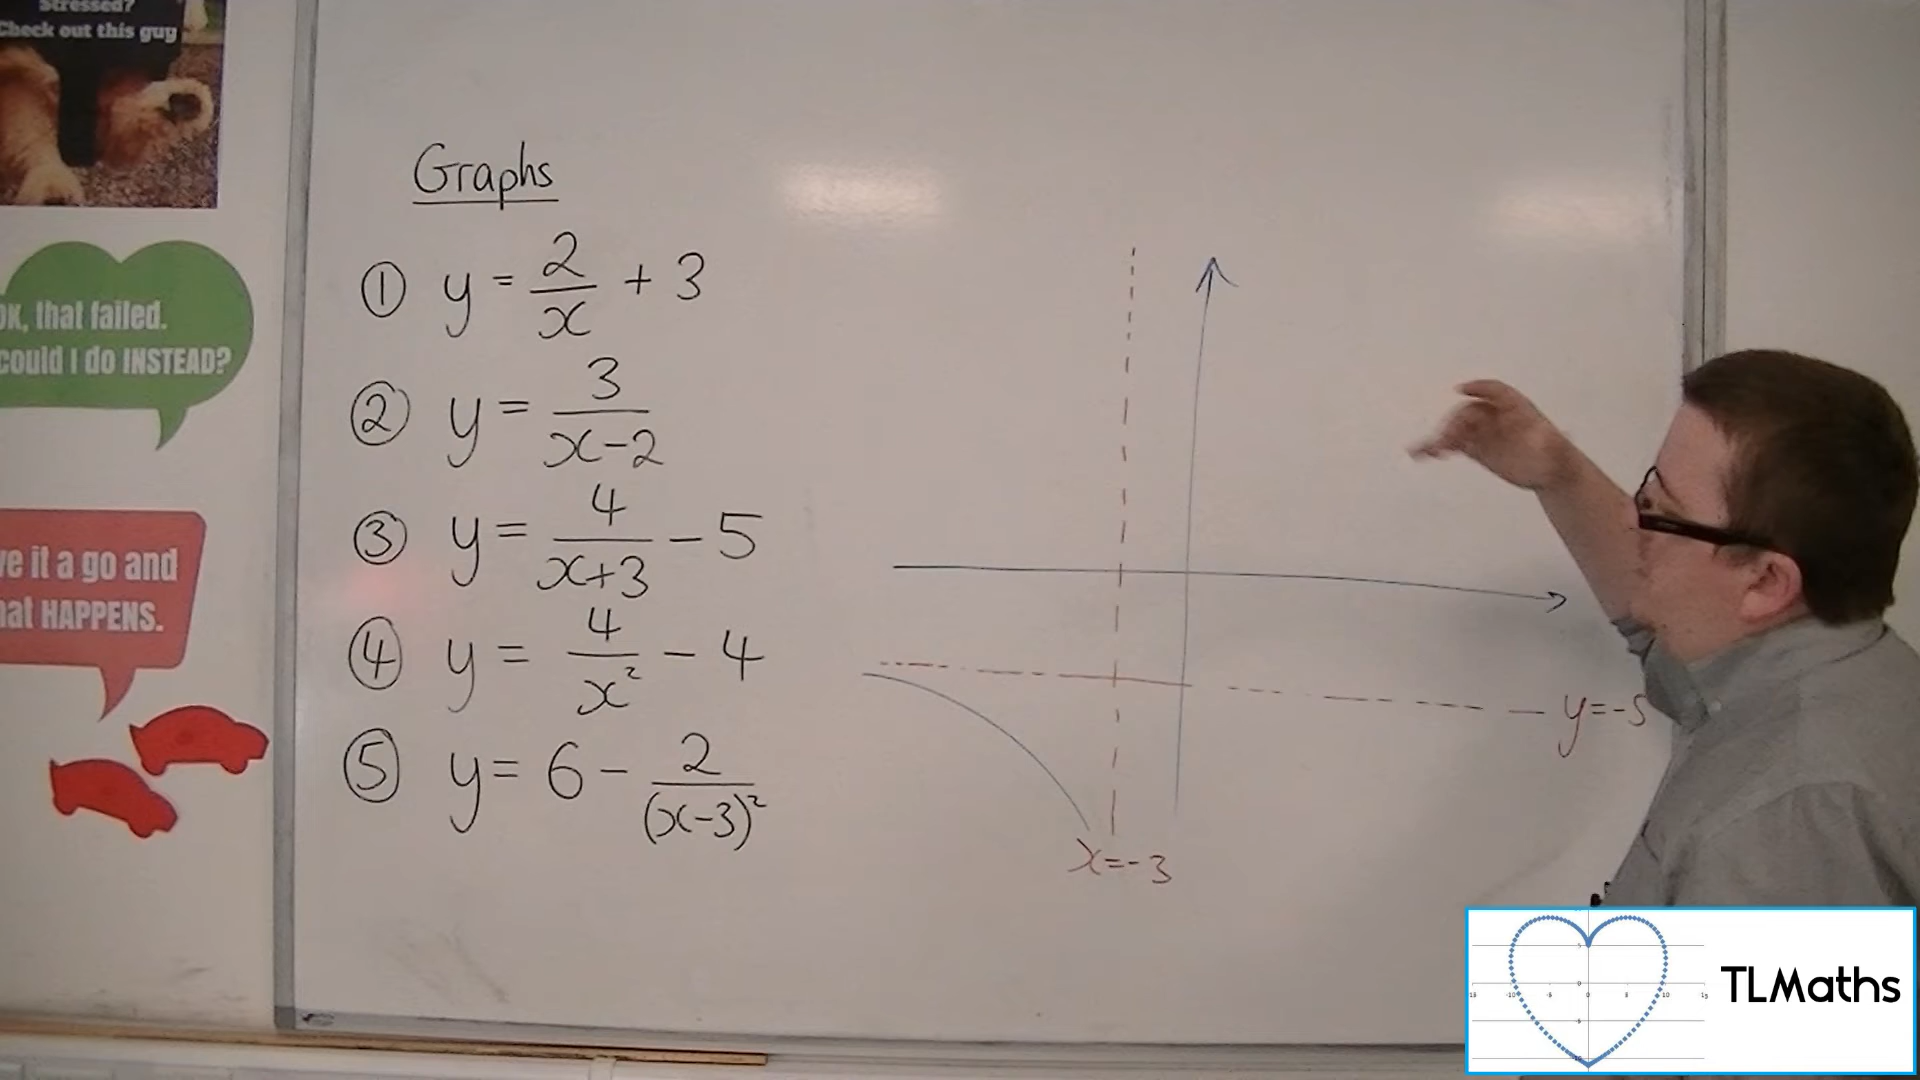 Stressed?
Check out this guy
OK, that failed.
could I do INSTEAD?
ve it a go and
hat HAPPENS.
Graphs
① y = 2/x + 3
② y = 3/(x-2)
③ y = 4/(x+3) - 5
④ y = 4/x² - 4
⑤ y = 6 - 2/(x-3)²
y=-5
x=-3
TLMaths